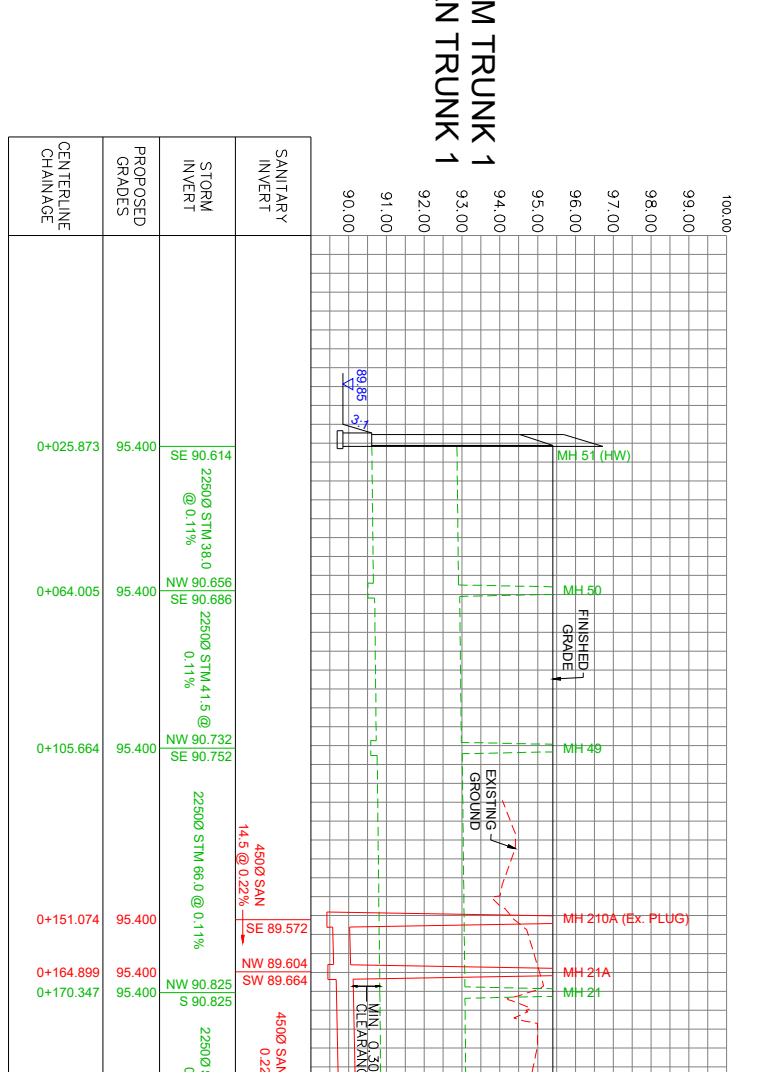 M TRUNK 1
N TRUNK 1
100.00
99.00
98.00
97.00
96.00
95.00
94.00
93.00
92.00
91.00
90.00
SANITARY
INVERT
STORM
INVERT
PROPOSED
GRADES
CENTERLINE
CHAINAGE
89.85
3:1
MH 51 (HW)
MH 50
FINISHED
GRADE
MH 49
EXISTING
GROUND
MH 210A (Ex. PLUG)
MH 21A
MH 21
MIN. 0.30
CLEARANC
450Ø SAN
14.5 @ 0.22%
SE 89.572
NW 89.604
SW 89.664
450Ø SAN
0.22
SE 90.614
2250Ø STM 38.0
@ 0.11%
NW 90.656
SE 90.686
2250Ø STM 41.5 @
0.11%
NW 90.732
SE 90.752
2250Ø STM 66.0 @ 0.11%
NW 90.825
S 90.825
2250Ø S
95.400
95.400
95.400
95.400
95.400
95.400
0+025.873
0+064.005
0+105.664
0+151.074
0+164.899
0+170.347